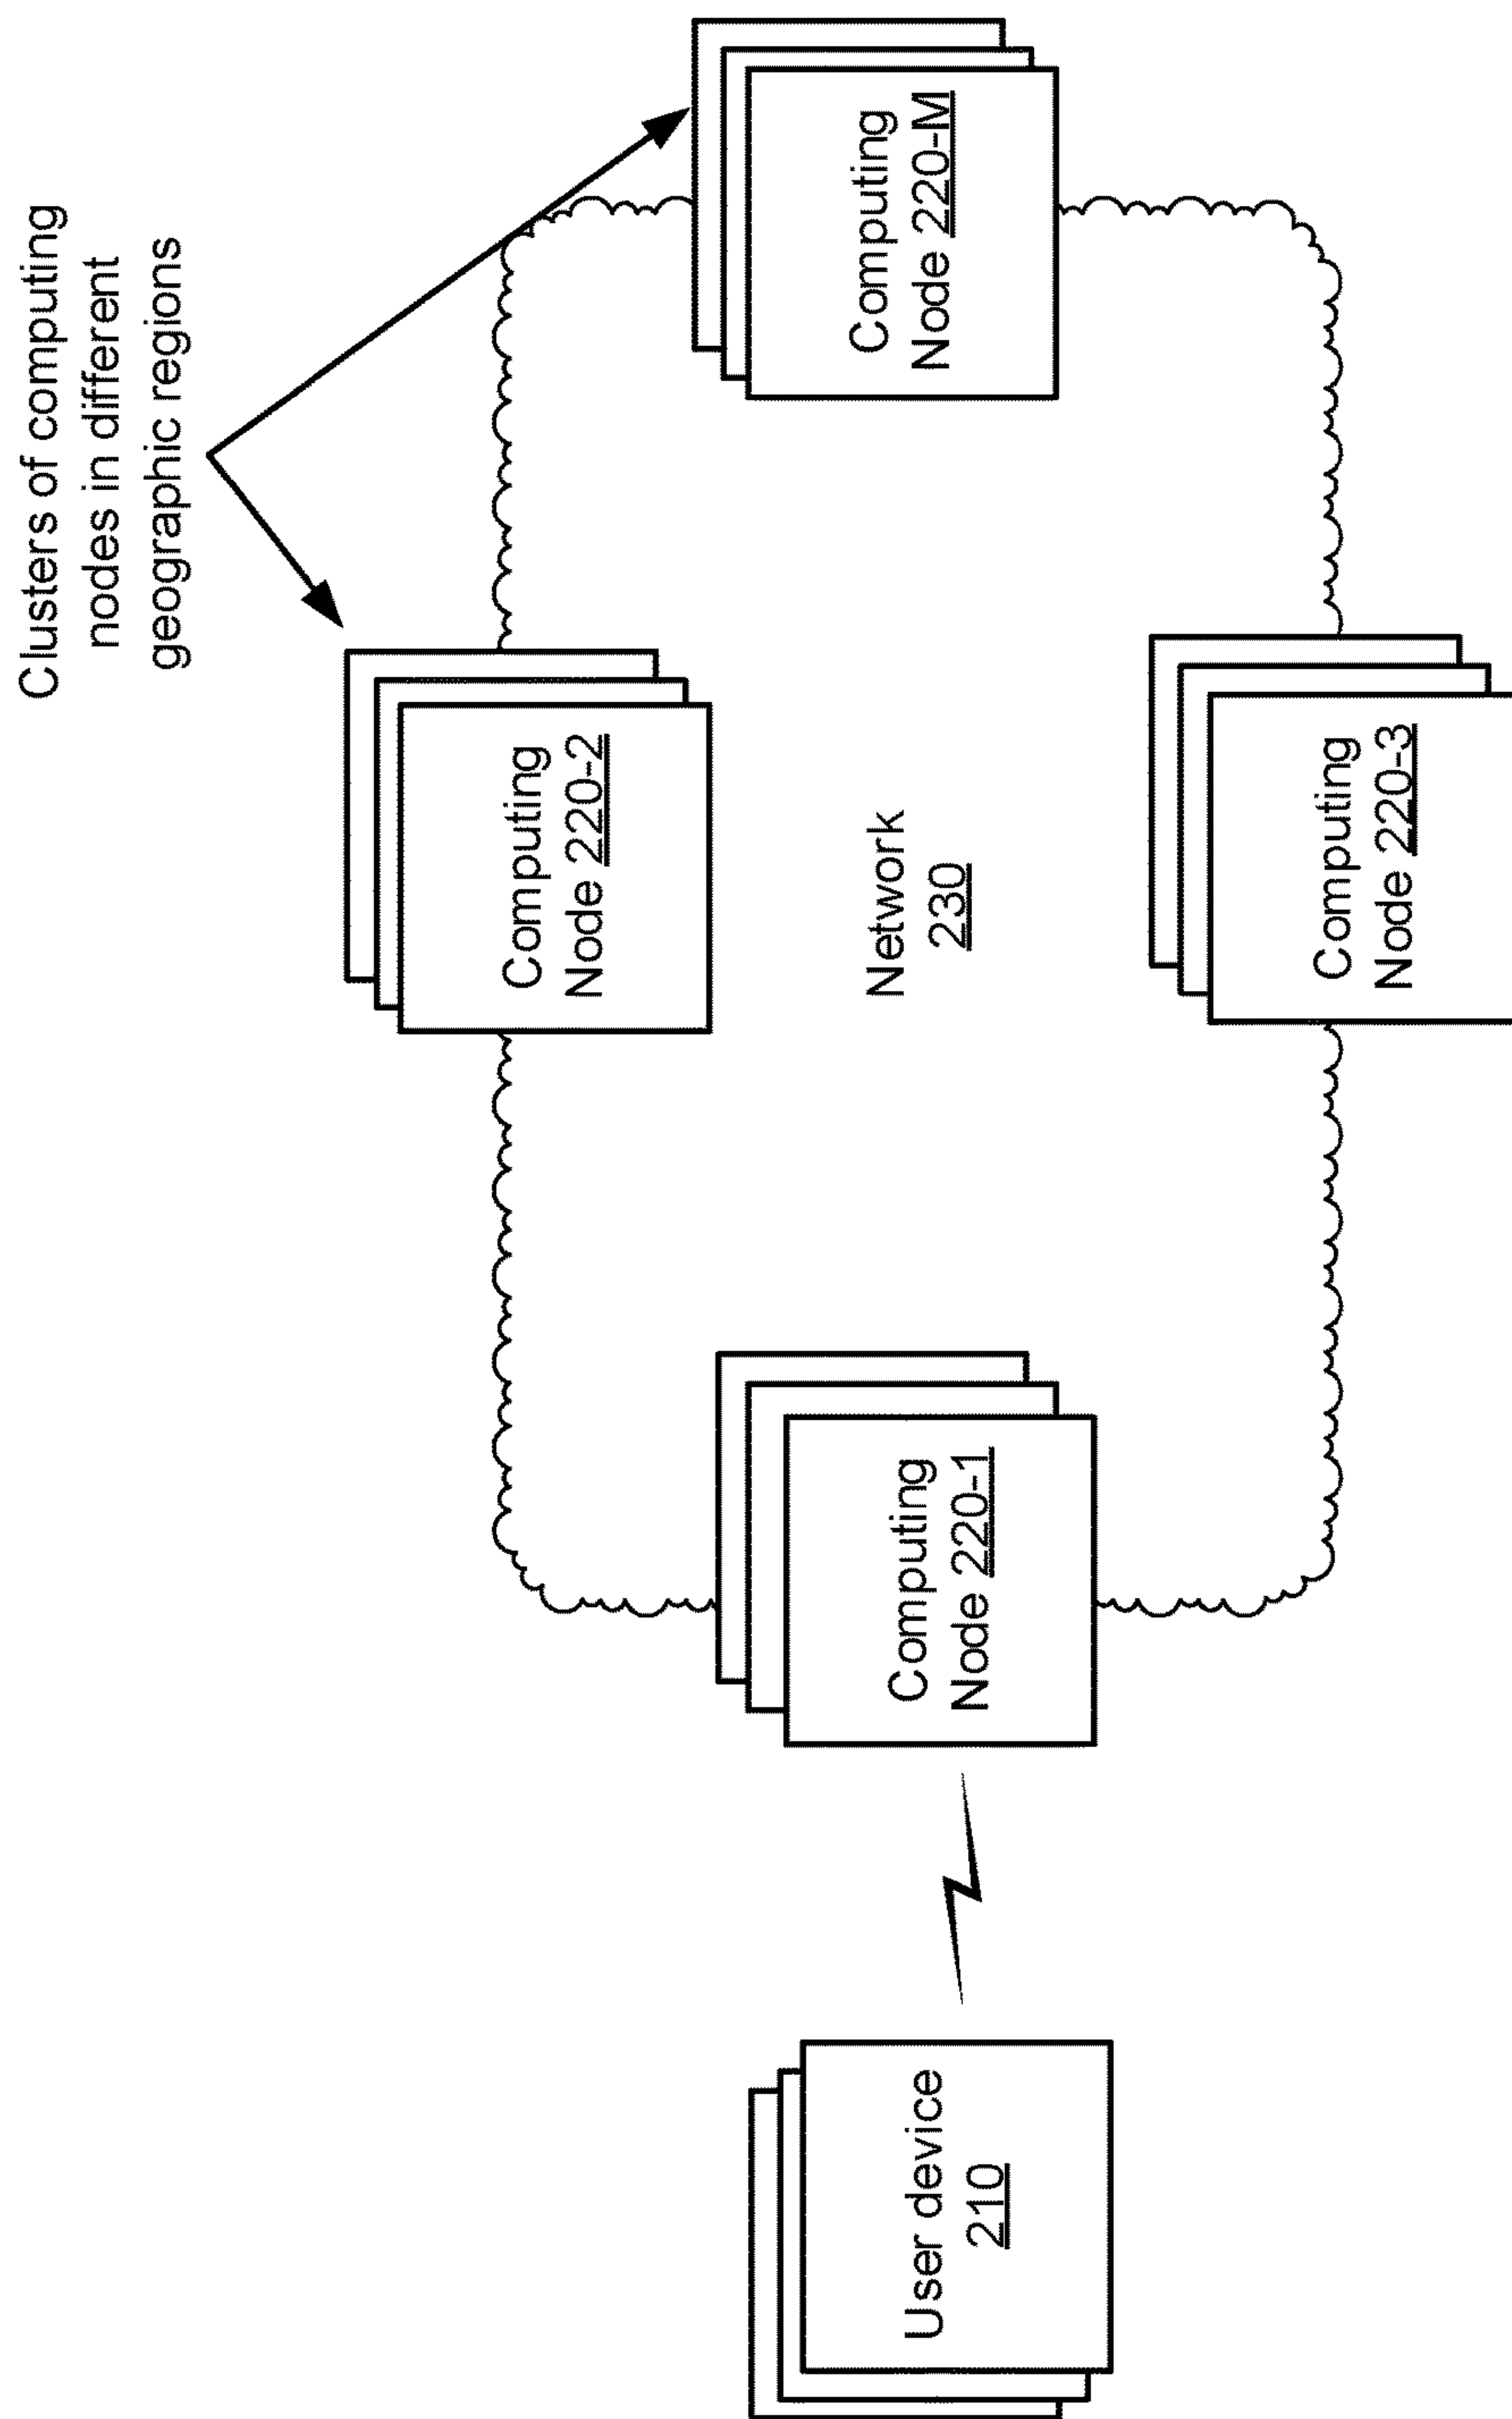 Clusters of computing
nodes in different
geographic regions
Computing
Node 220-2
User device
210
Computing
Node 220-1
Network
230
Computing
Node 220-M
Computing
Node 220-3